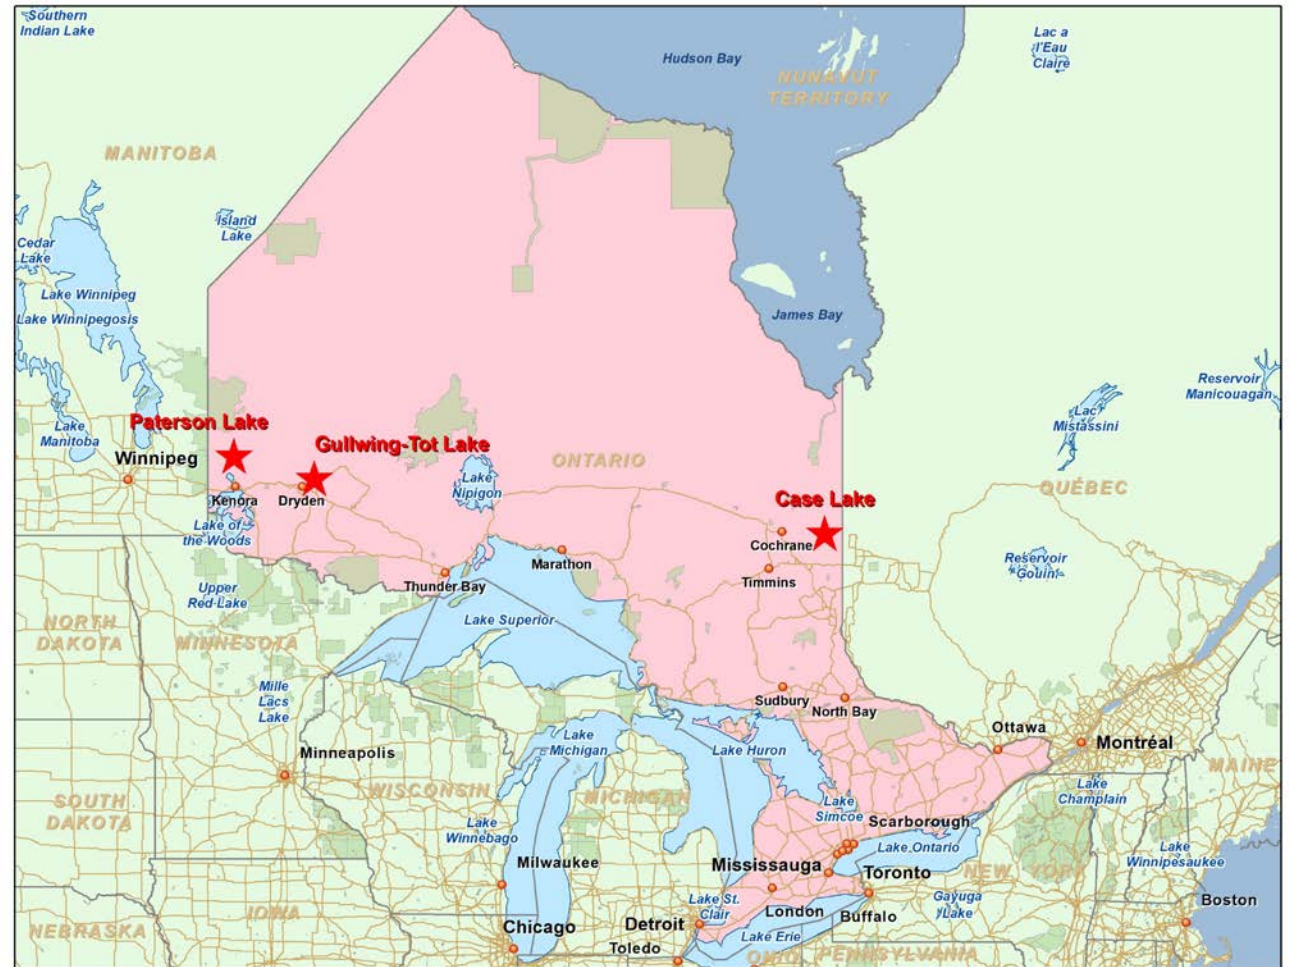 Southern
Indian Lake
Hudson Bay
Lac a
l'Eau
Claire
NUNAVUT
TERRITORY
MANITOBA
Island
Lake
Cedar
Lake
Lake Winnipeg
Lake Winnipegosis
James Bay
Reservoir
Manicouagan
Lac
Mistassini
Paterson Lake
Lake
Manitoba
Gullwing-Tot Lake
Winnipeg
ONTARIO
Lake
Nipigon
QUÉBEC
Case Lake
Kenora
Dryden
Lake of
the Woods
Cochrane
Marathon
Reservoir
Gouin
Timmins
Thunder Bay
Upper
Red Lake
Lake Superior
NORTH
DAKOTA
MINNESOTA
Mille
Lacs
Lake
Sudbury
North Bay
Ottawa
Montréal
Minneapolis
Lake
Michigan
Lake Huron
MAINE
WISCONSIN
MICHIGAN
Lake
Champlain
SOUTH
DAKOTA
Lake
Simcoe
Scarborough
Lake
Winnebago
Lake Ontario
Lake
Winnipesaukee
Milwaukee
Mississauga
Toronto
NEW YORK
Gayuga
Lake
Boston
IOWA
Lake St.
Clair
London
Buffalo
NEBRASKA
Chicago
Detroit
Lake Erie
Toledo
OHIO
PENNSYLVANIA